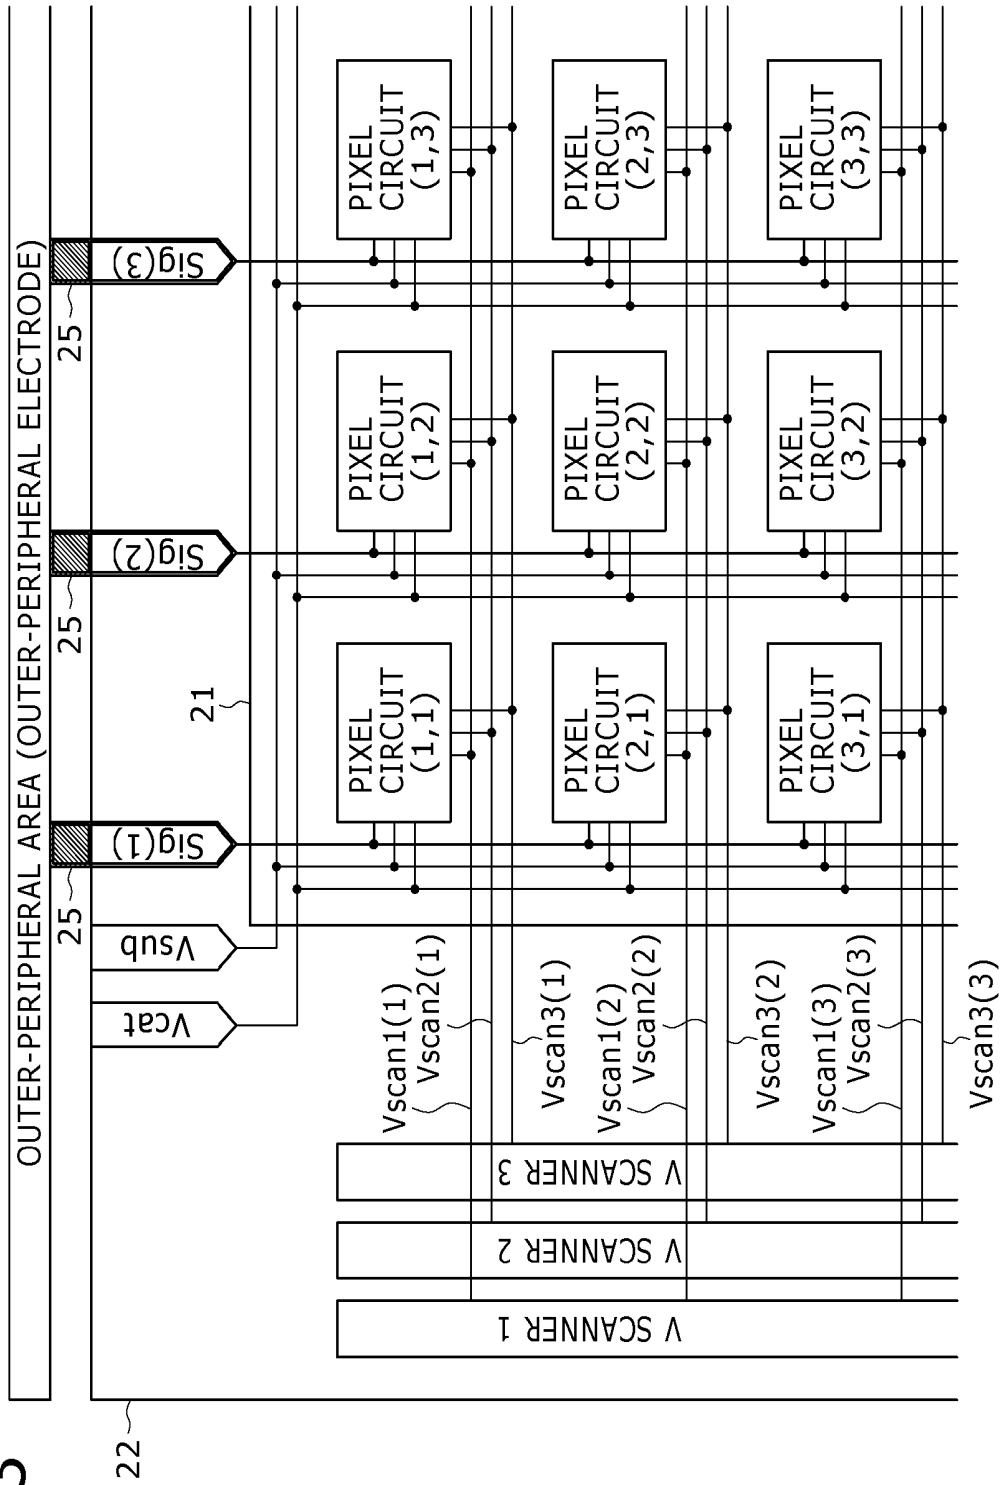 OUTER-PERIPHERAL AREA (OUTER-PERIPHERAL ELECTRODE)
22
25
25
25
21
Vcat
Vsub
Sig(1)
Sig(2)
Sig(3)
V SCANNER 1
V SCANNER 2
V SCANNER 3
Vscan1(1)
Vscan2(1)
Vscan3(1)
PIXEL
CIRCUIT
(1,1)
PIXEL
CIRCUIT
(1,2)
PIXEL
CIRCUIT
(1,3)
Vscan1(2)
Vscan2(2)
Vscan3(2)
PIXEL
CIRCUIT
(2,1)
PIXEL
CIRCUIT
(2,2)
PIXEL
CIRCUIT
(2,3)
Vscan1(3)
Vscan2(3)
Vscan3(3)
PIXEL
CIRCUIT
(3,1)
PIXEL
CIRCUIT
(3,2)
PIXEL
CIRCUIT
(3,3)